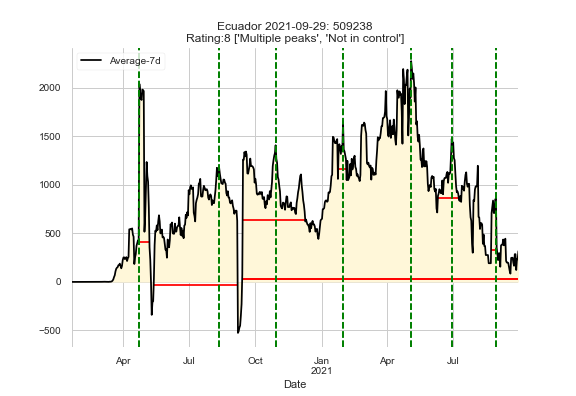 Ecuador 2021-09-29: 509238
Rating:8 ['Multiple peaks', 'Not in control']
Average-7d
2000
1500
1000
500
0
−500
Apr
Jul
Oct
Jan
2021
Apr
Jul
Date